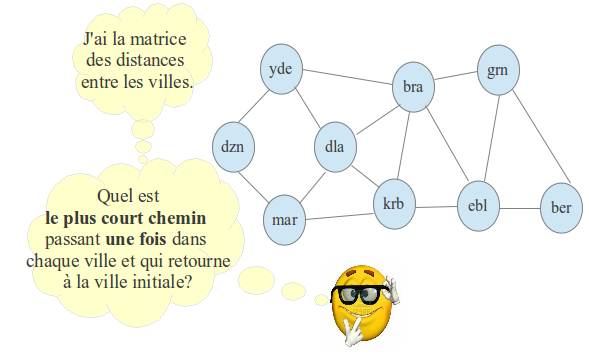 J'ai la matrice
des distances
entre les villes.
Quel est
le plus court chemin
passant une fois dans
chaque ville et qui retourne
à la ville initiale?
yde
bra
grn
dzn
dla
mar
krb
ebl
ber